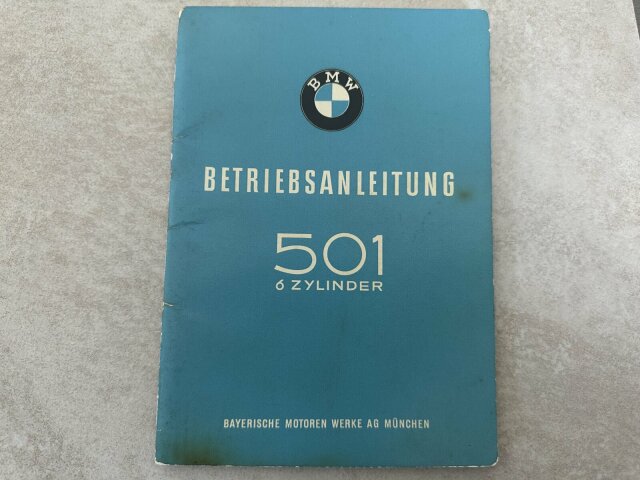 BMW
BETRIEBSANLEITUNG
501
6 ZYLINDER
BAYERISCHE MOTOREN WERKE AG MÜNCHEN